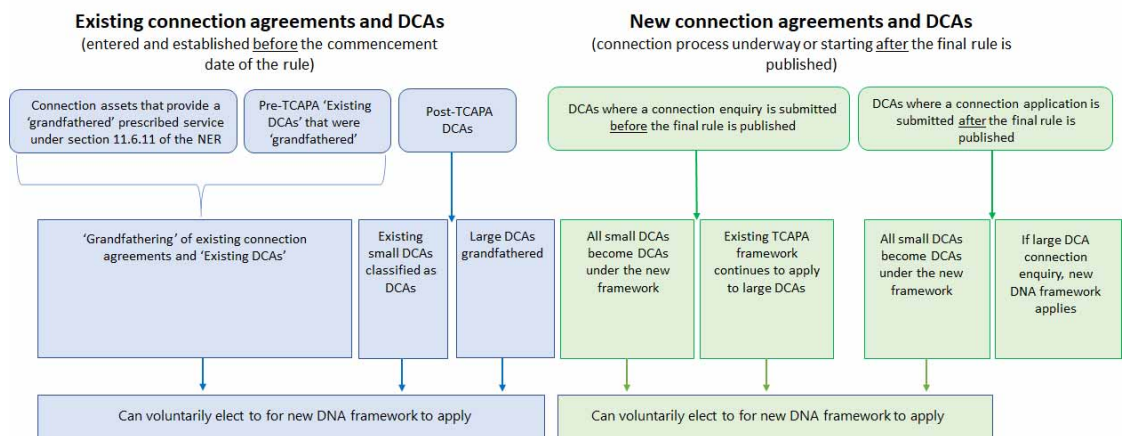 Existing connection agreements and DCAs
(entered and established before the commencement
date of the rule)
New connection agreements and DCAs
(connection process underway or starting after the final rule is
published)
Connection assets that provide a
‘grandfathered’ prescribed service
under section 11.6.11 of the NER
Pre-TCAPA ‘Existing
DCAs’ that were
‘grandfathered’
Post-TCAPA
DCAs
DCAs where a connection enquiry is submitted
before the final rule is published
DCAs where a connection application is
submitted after the final rule is
published
‘Grandfathering’ of existing connection
agreements and ‘Existing DCAs’
Existing
small DCAs
classified as
DCAs
Large DCAs
grandfathered
All small DCAs
become DCAs
under the new
framework
Existing TCAPA
framework
continues to apply
to large DCAs
All small DCAs
become DCAs
under the new
framework
If large DCA
connection
enquiry, new
DNA framework
applies
Can voluntarily elect to for new DNA framework to apply
Can voluntarily elect to for new DNA framework to apply